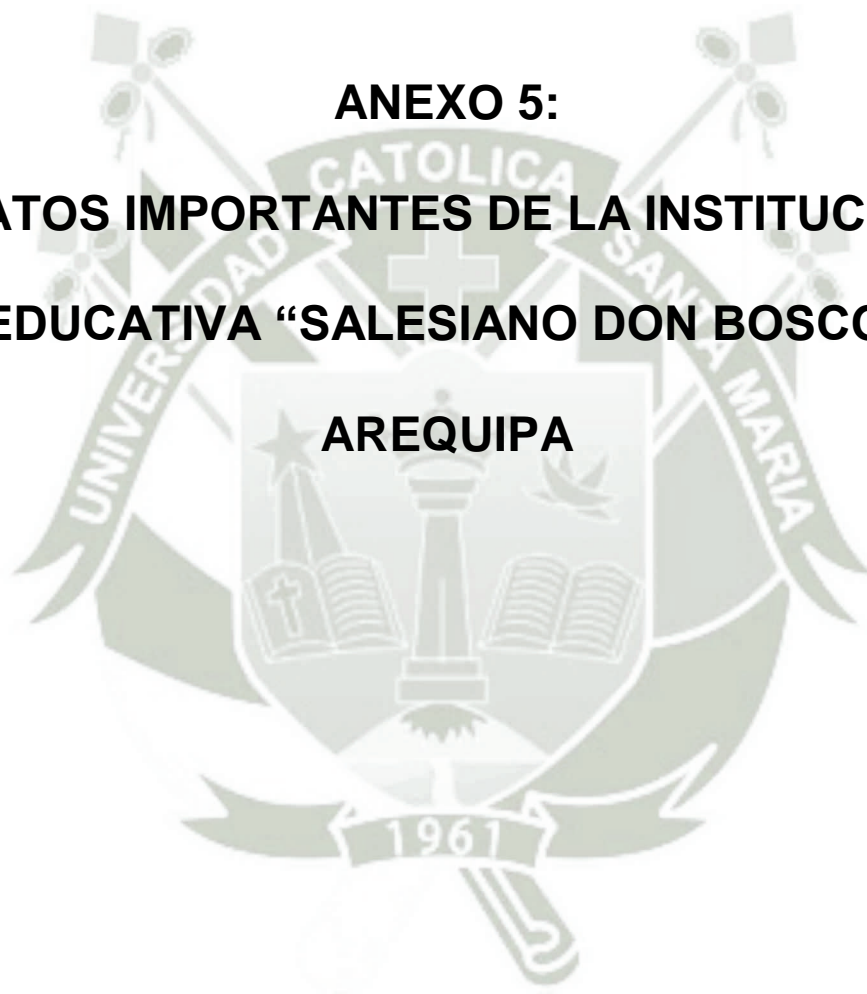 ANEXO 5:
ATOS IMPORTANTES DE LA INSTITUC
EDUCATIVA “SALESIANO DON BOSCO
AREQUIPA
UNIVERSIDAD CATOLICA SANTA MARIA
1961